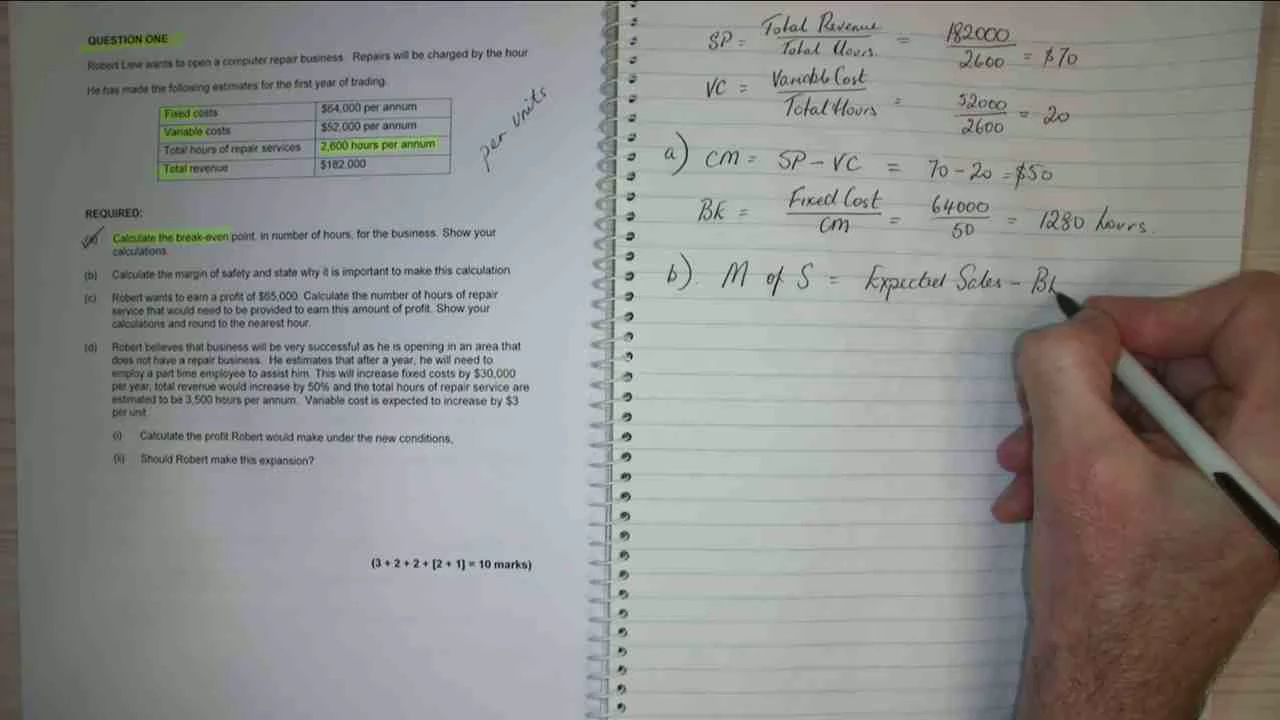 QUESTION ONE
Robert Lew wants to open a computer repair business. Repairs will be charged by the hour
He has made the following estimates for the first year of trading.
Fixed costs $64,000 per annum
Variable costs $52,000 per annum
Total hours of repair services 2,600 hours per annum
Total revenue $182,000
per units
REQUIRED:
(a) Calculate the break-even point, in number of hours, for the business. Show your
calculations.
(b) Calculate the margin of safety and state why it is important to make this calculation
(c) Robert wants to earn a profit of $65,000. Calculate the number of hours of repair
service that would need to be provided to earn this amount of profit. Show your
calculations and round to the nearest hour.
(d) Robert believes that business will be very successful as he is opening in an area that
does not have a repair business. He estimates that after a year, he will need to
employ a part time employee to assist him. This will increase fixed costs by $30,000
per year, total revenue would increase by 50% and the total hours of repair service are
estimated to be 3,500 hours per annum. Variable cost is expected to increase by $3
per unit.
(i) Calculate the profit Robert would make under the new conditions.
(ii) Should Robert make this expansion?
(3 + 2 + 2 + [2 + 1] = 10 marks)
SP = Total Revenue / Total Hours. = 182000 / 2600 = $70
VC = Variable Cost / Total Hours = 52000 / 2600 = 20
a) CM = SP - VC = 70 - 20 = $50
BE = Fixed Cost / CM = 64000 / 50 = 1280 hours.
b). M of S = Expected Sales - BE